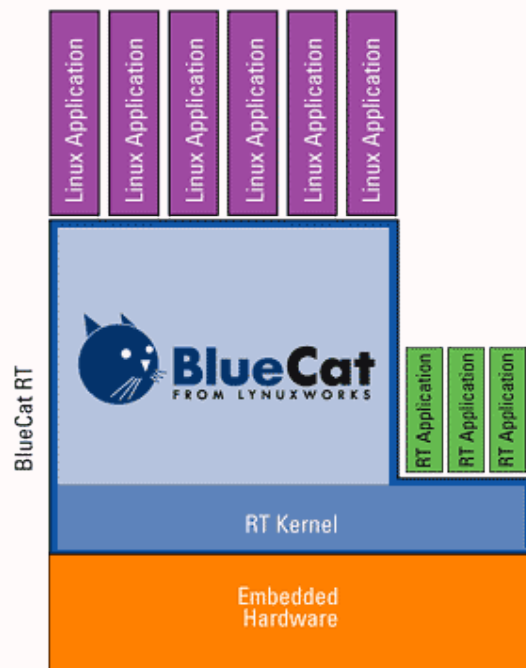 Linux Application
Linux Application
Linux Application
Linux Application
Linux Application
Linux Application
BlueCat RT
BlueCat
FROM LYNUXWORKS
RT Application
RT Application
RT Application
RT Kernel
Embedded
Hardware